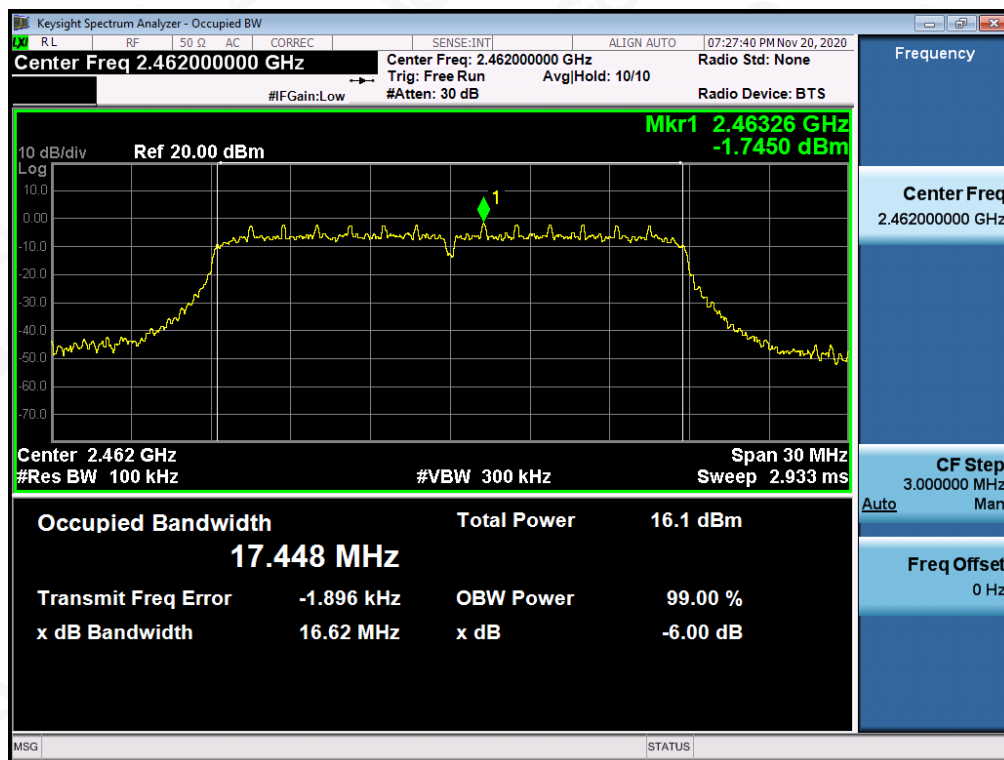 Keysight Spectrum Analyzer - Occupied BW
LXI RL RF 50 Ω AC CORREC SENSE:INT ALIGN AUTO 07:27:40 PM Nov 20, 2020
Center Freq 2.462000000 GHz
Center Freq: 2.462000000 GHz Radio Std: None
Trig: Free Run Avg|Hold: 10/10
#IFGain:Low #Atten: 30 dB Radio Device: BTS
Mkr1 2.46326 GHz
-1.7450 dBm
10 dB/div Ref 20.00 dBm
Log
10.0
1
0.00
-10.0
-20.0
-30.0
-40.0
-50.0
-60.0
-70.0
Center 2.462 GHz Span 30 MHz
#Res BW 100 kHz #VBW 300 kHz Sweep 2.933 ms
Occupied Bandwidth Total Power 16.1 dBm
17.448 MHz
Transmit Freq Error -1.896 kHz OBW Power 99.00 %
x dB Bandwidth 16.62 MHz x dB -6.00 dB
MSG STATUS
Frequency
Center Freq
2.462000000 GHz
CF Step
3.000000 MHz
Auto Man
Freq Offset
0 Hz